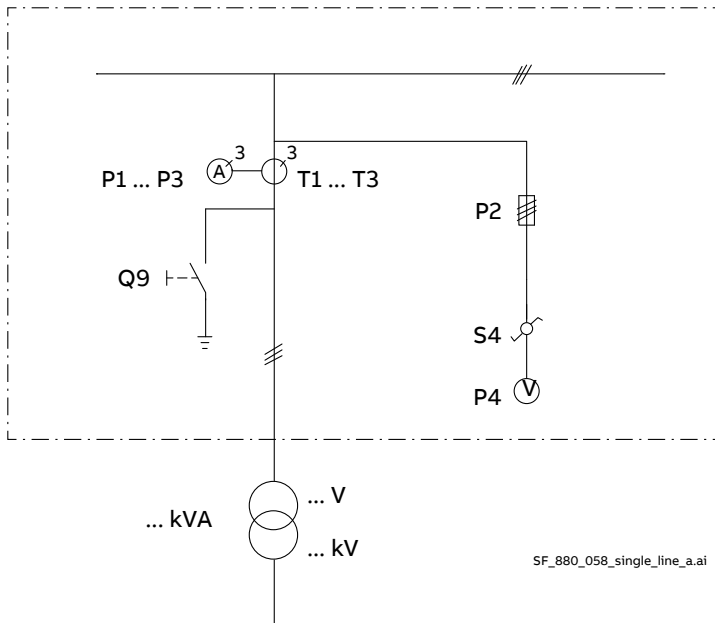 3 3
P1 ... P3 A T1 ... T3
P2
Q9
S4
P4 V
... V
... kVA
... kV
SF_880_058_single_line_a.ai